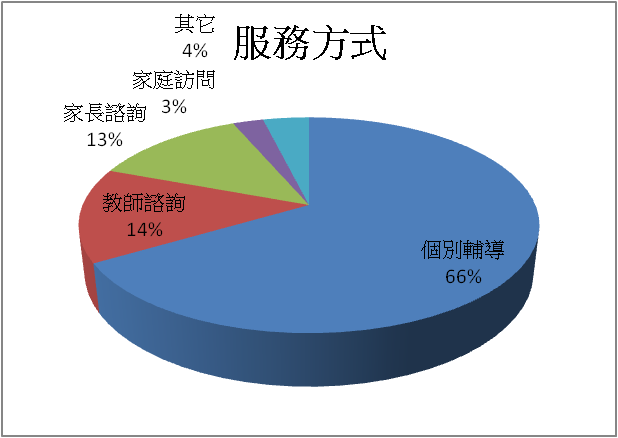 服務方式
其它
4%
家庭訪問
3%
家長諮詢
13%
教師諮詢
14%
個別輔導
66%